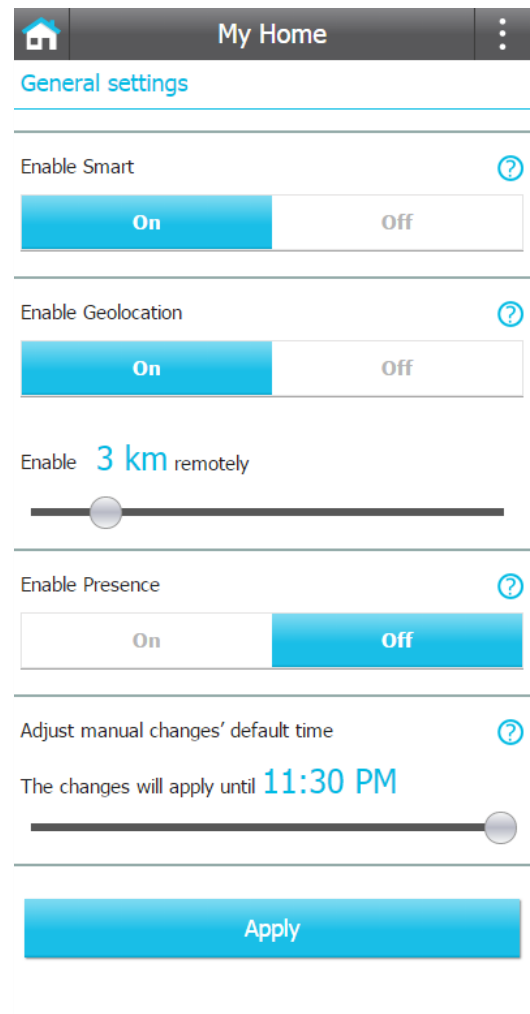 My Home
General settings
Enable Smart ?
On Off
Enable Geolocation ?
On Off
Enable 3 km remotely
Enable Presence ?
On Off
Adjust manual changes' default time ?
The changes will apply until 11:30 PM
Apply